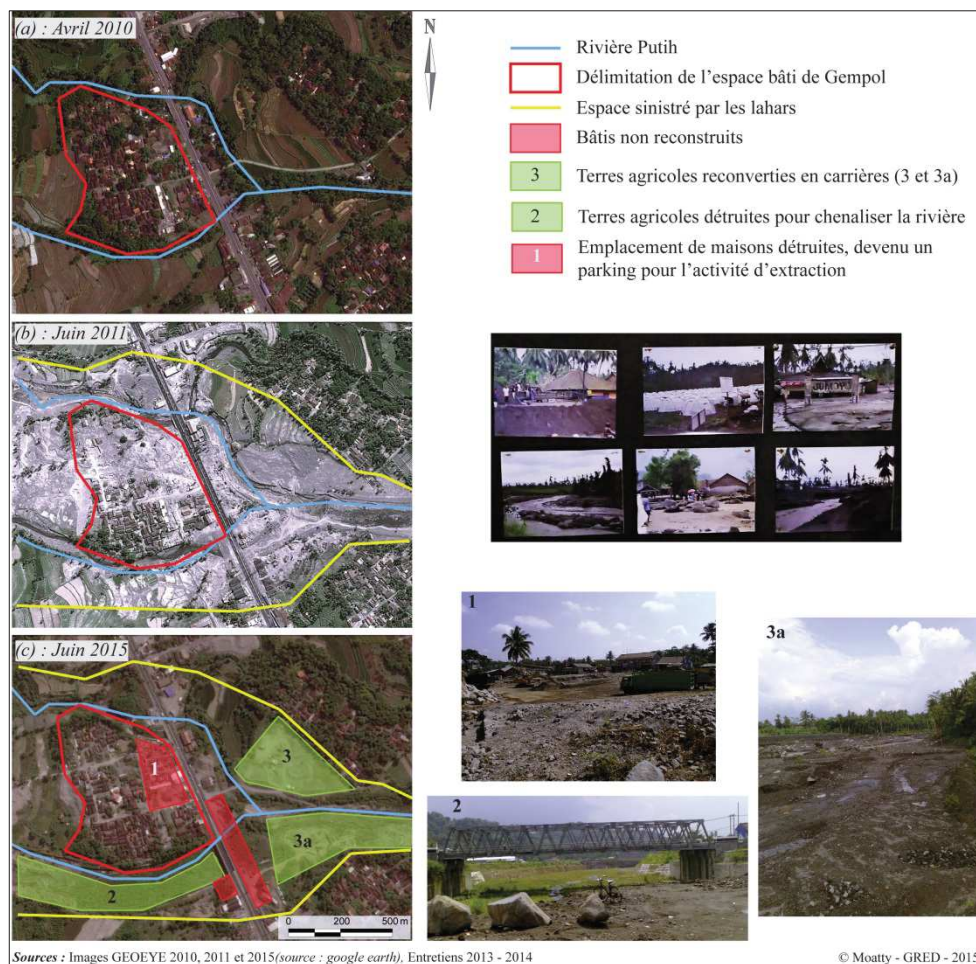 (a) : Avril 2010
N
Rivière Putih
Délimitation de l'espace bâti de Gempol
Espace sinistré par les lahars
Bâtis non reconstruits
3 Terres agricoles reconverties en carrières (3 et 3a)
2 Terres agricoles détruites pour chenaliser la rivière
1 Emplacement de maisons détruites, devenu un
parking pour l'activité d'extraction
(b) : Juin 2011
(c) : Juin 2015
1
3
3a
2
0 200 500 m
1
3a
2
Sources : Images GEOEYE 2010, 2011 et 2015(source : google earth), Entretiens 2013 - 2014
© Moatty - GRED - 2015